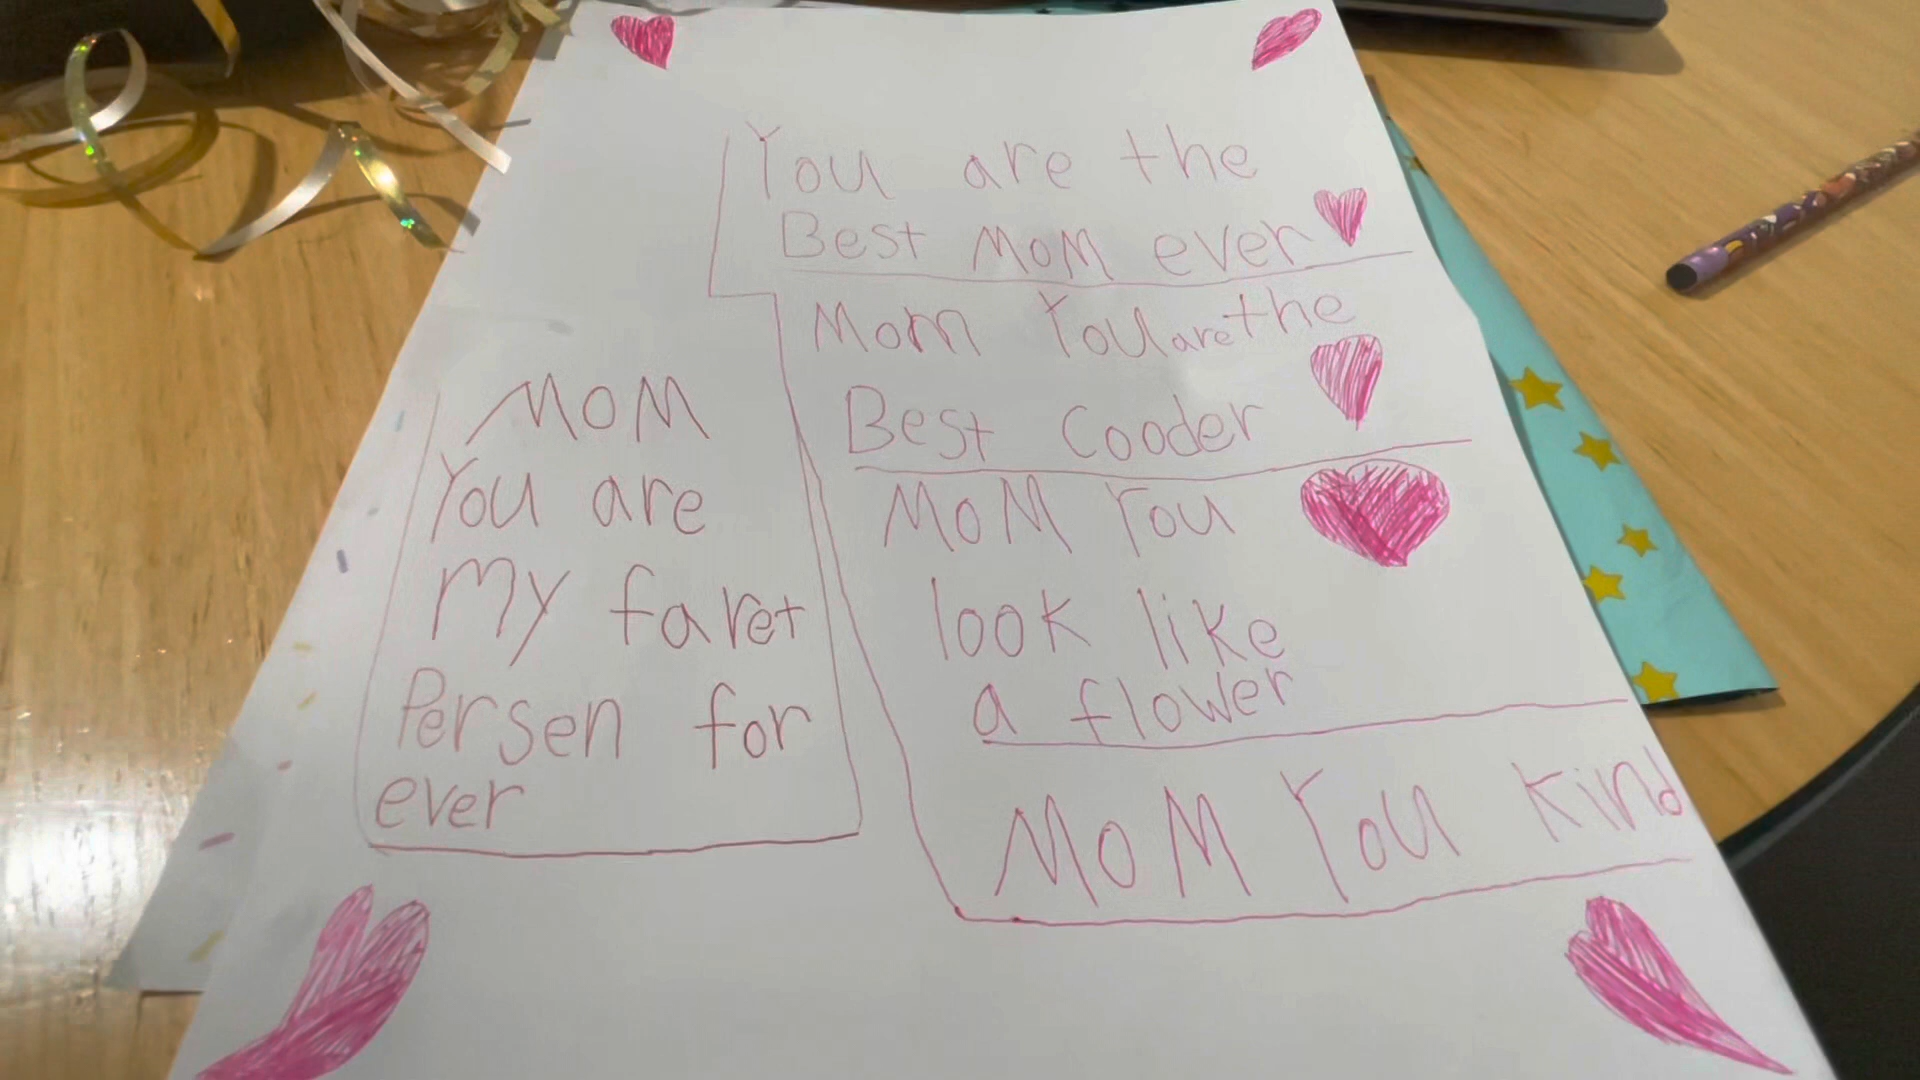 You are the
Best MoM ever
Mom You are the
Best Cooder
MoM You
look like
a flower
MoM You Kind
MOM
You are
My faret
Persen for
ever